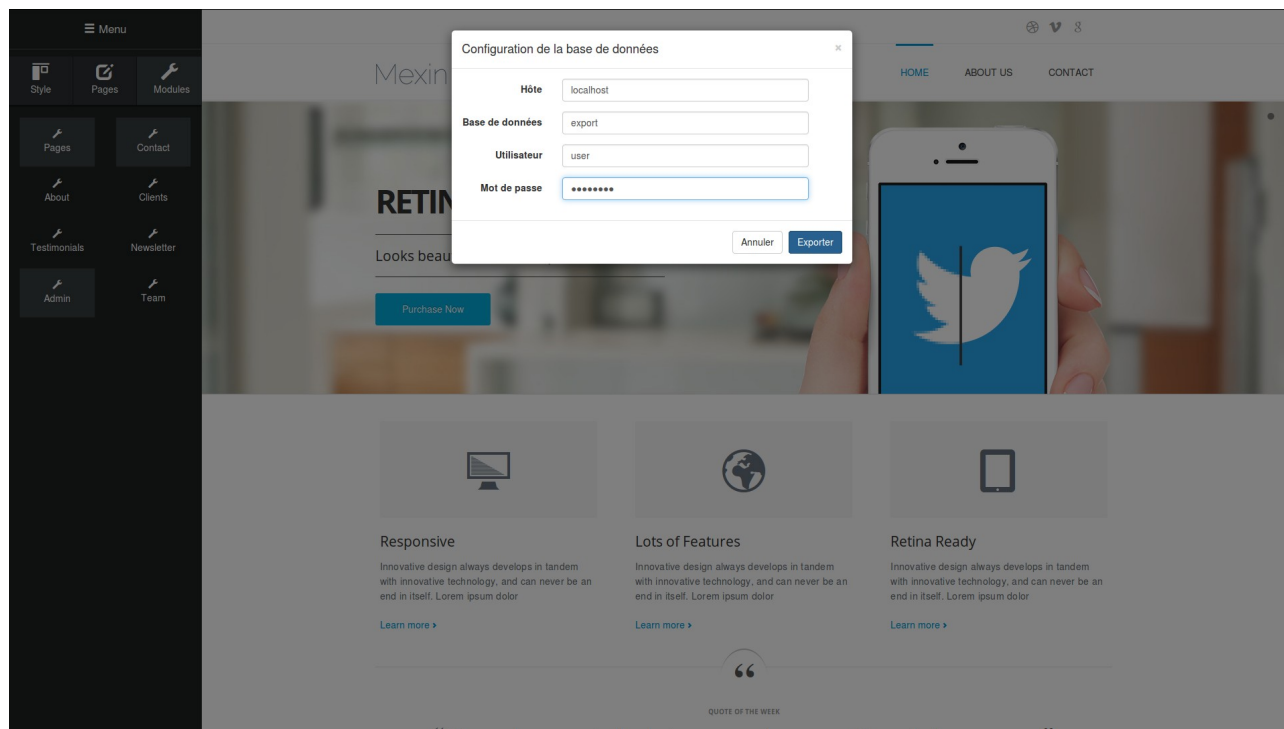 Menu
Style
Pages
Modules
Pages
Contact
About
Clients
Testimonials
Newsletter
Admin
Team
Configuration de la base de données
×
Hôte
localhost
Base de données
export
Utilisateur
user
Mot de passe
••••••••
Annuler
Exporter
HOME
ABOUT US
CONTACT
Looks
Purchase Now
Responsive
Innovative design always develops in tandem
with innovative technology, and can never be an
end in itself. Lorem ipsum dolor
Learn more ›
Lots of Features
Innovative design always develops in tandem
with innovative technology, and can never be an
end in itself. Lorem ipsum dolor
Learn more ›
Retina Ready
Innovative design always develops in tandem
with innovative technology, and can never be an
end in itself. Lorem ipsum dolor
Learn more ›
“
QUOTE OF THE WEEK